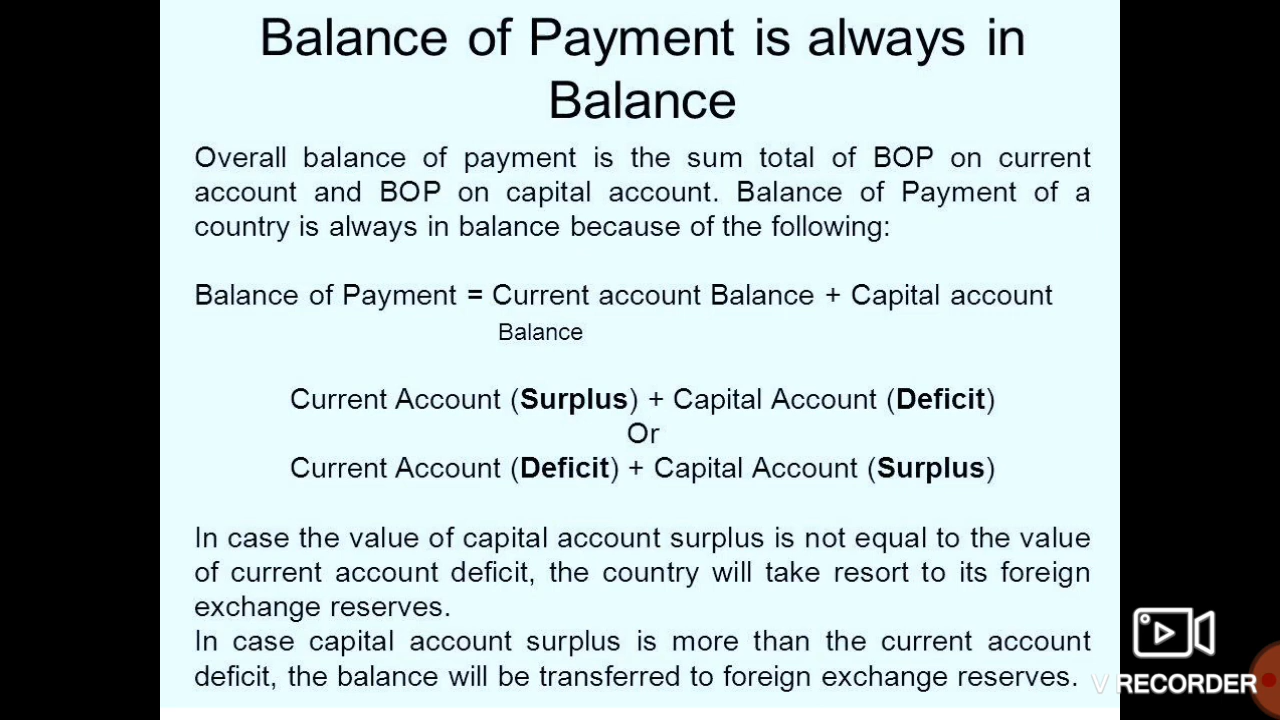 Balance of Payment is always in
Balance
Overall balance of payment is the sum total of BOP on current
account and BOP on capital account. Balance of Payment of a
country is always in balance because of the following:
Balance of Payment = Current account Balance + Capital account
Balance
Current Account (Surplus) + Capital Account (Deficit)
Or
Current Account (Deficit) + Capital Account (Surplus)
In case the value of capital account surplus is not equal to the value
of current account deficit, the country will take resort to its foreign
exchange reserves.
In case capital account surplus is more than the current account
deficit, the balance will be transferred to foreign exchange reserves.
V RECORDER